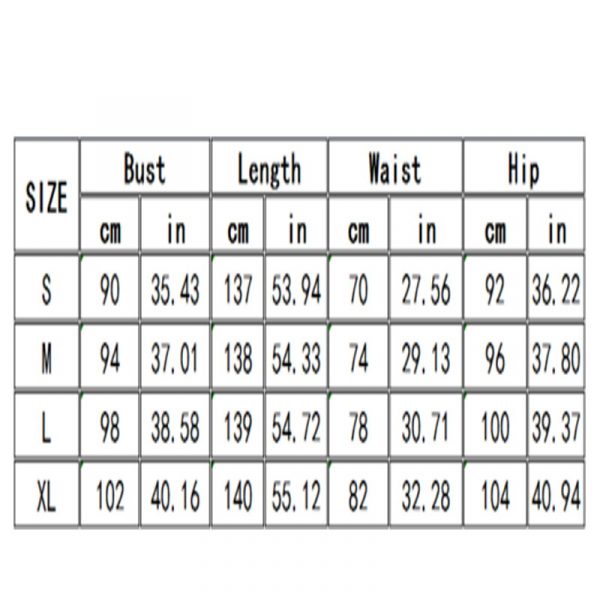 SIZE Bust Length Waist Hip
cm in cm in cm in cm in
S 90 35.43 137 53.94 70 27.56 92 36.22
M 94 37.01 138 54.33 74 29.13 96 37.80
L 98 38.58 139 54.72 78 30.71 100 39.37
XL 102 40.16 140 55.12 82 32.28 104 40.94